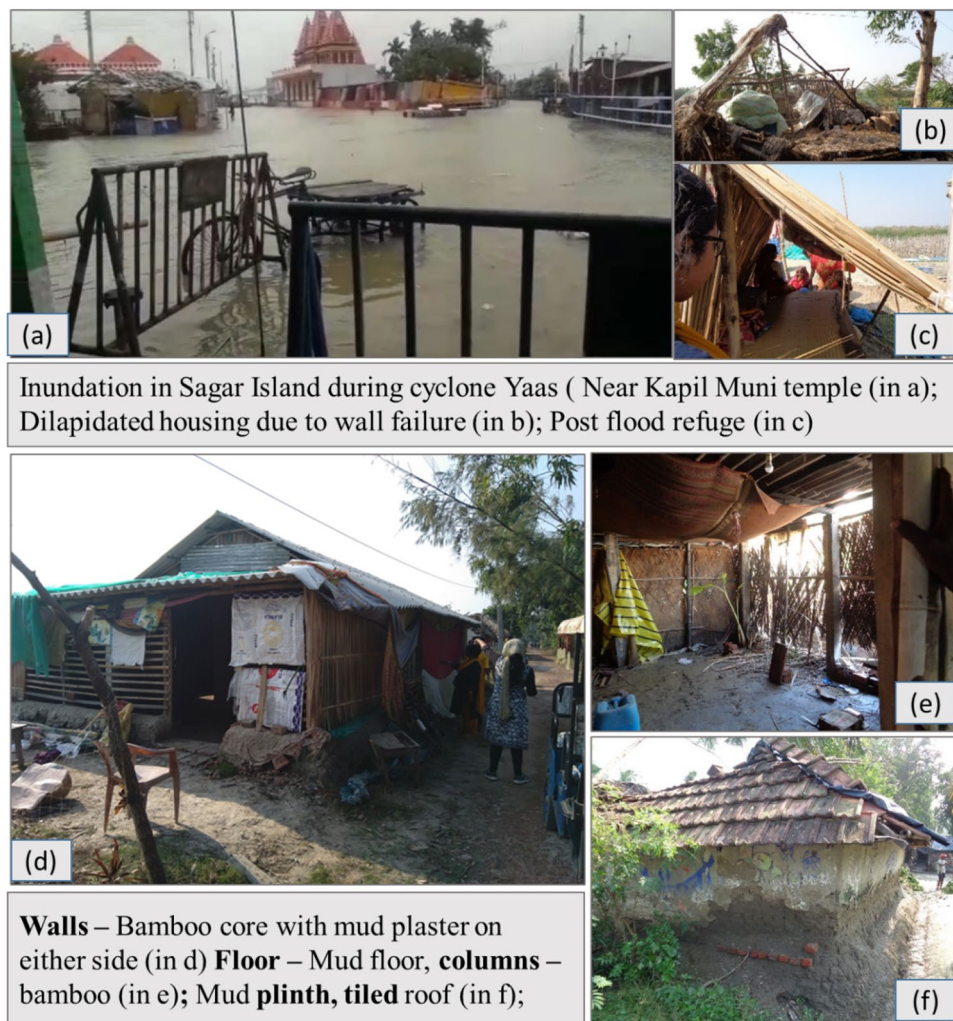 (a)
(b)
(c)
Inundation in Sagar Island during cyclone Yaas ( Near Kapil Muni temple (in a);
Dilapidated housing due to wall failure (in b); Post flood refuge (in c)
(d)
(e)
(f)
Walls – Bamboo core with mud plaster on
either side (in d) Floor – Mud floor, columns –
bamboo (in e); Mud plinth, tiled roof (in f);